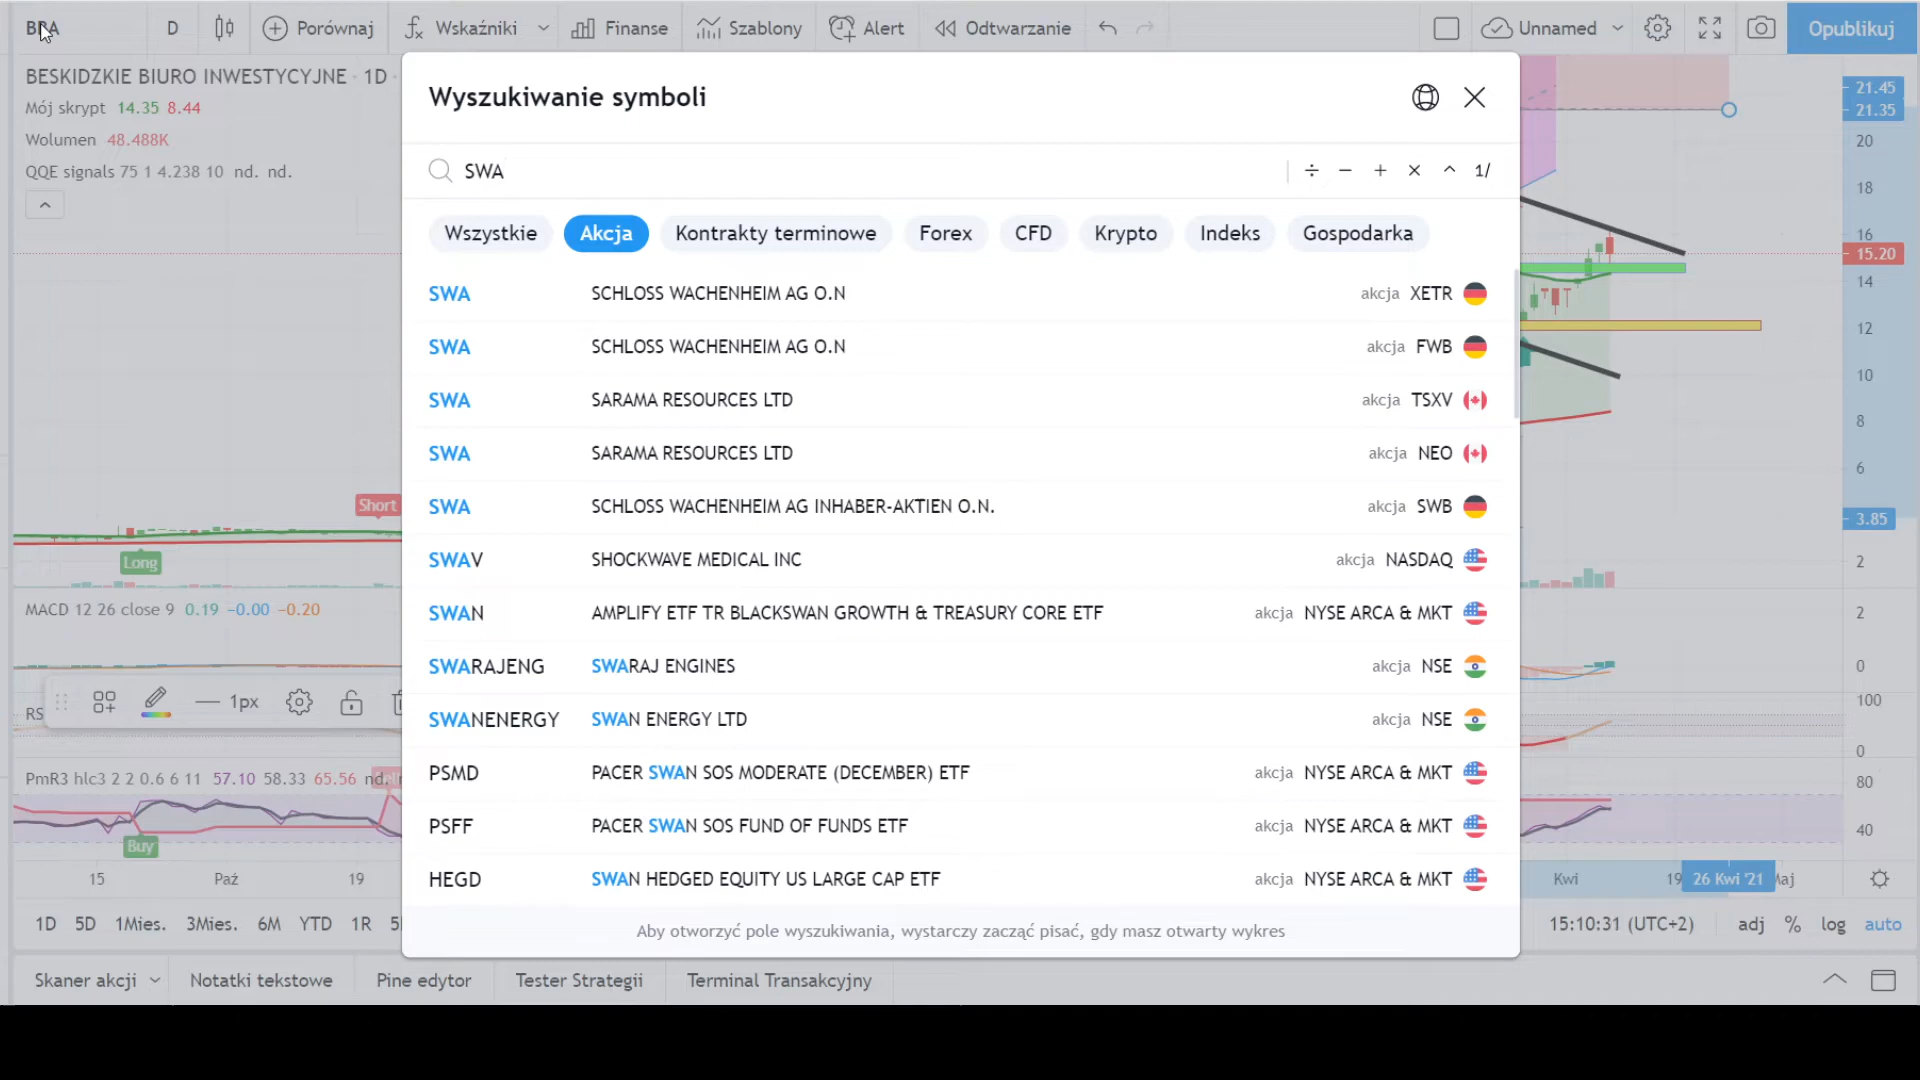 BRA D Porównaj Wskaźniki Finanse Szablony Alert Odtwarzanie Unnamed Opublikuj
BESKIDZKIE BIURO INWESTYCYJNE · 1D ·
Mój skrypt 14.35 8.44
Wolumen 48.488K
QQE signals 75 1 4.238 10 nd. nd.
Wyszukiwanie symboli
SWA ÷ − + × ^ 1/
Wszystkie Akcja Kontrakty terminowe Forex CFD Krypto Indeks Gospodarka
SWA SCHLOSS WACHENHEIM AG O.N akcja XETR
SWA SCHLOSS WACHENHEIM AG O.N akcja FWB
SWA SARAMA RESOURCES LTD akcja TSXV
SWA SARAMA RESOURCES LTD akcja NEO
SWA SCHLOSS WACHENHEIM AG INHABER-AKTIEN O.N. akcja SWB
SWAV SHOCKWAVE MEDICAL INC akcja NASDAQ
SWAN AMPLIFY ETF TR BLACKSWAN GROWTH & TREASURY CORE ETF akcja NYSE ARCA & MKT
SWARAJENG SWARAJ ENGINES akcja NSE
SWANENERGY SWAN ENERGY LTD akcja NSE
PSMD PACER SWAN SOS MODERATE (DECEMBER) ETF akcja NYSE ARCA & MKT
PSFF PACER SWAN SOS FUND OF FUNDS ETF akcja NYSE ARCA & MKT
HEGD SWAN HEDGED EQUITY US LARGE CAP ETF akcja NYSE ARCA & MKT
Aby otworzyć pole wyszukiwania, wystarczy zacząć pisać, gdy masz otwarty wykres
Short
Long
MACD 12 26 close 9 0.19 −0.00 −0.20
RS
1px
PmR3 hlc3 2 2 0.6 6 11 57.10 58.33 65.56 nd.
Buy
15 Paź 19
21.45
21.35
20
18
16
15.20
14
12
10
8
6
3.85
2
2
0
100
0
80
40
Kwi 19 26 Kwi '21 Maj
1D 5D 1Mies. 3Mies. 6M YTD 1R
15:10:31 (UTC+2) adj % log auto
Skaner akcji Notatki tekstowe Pine edytor Tester Strategii Terminal Transakcyjny